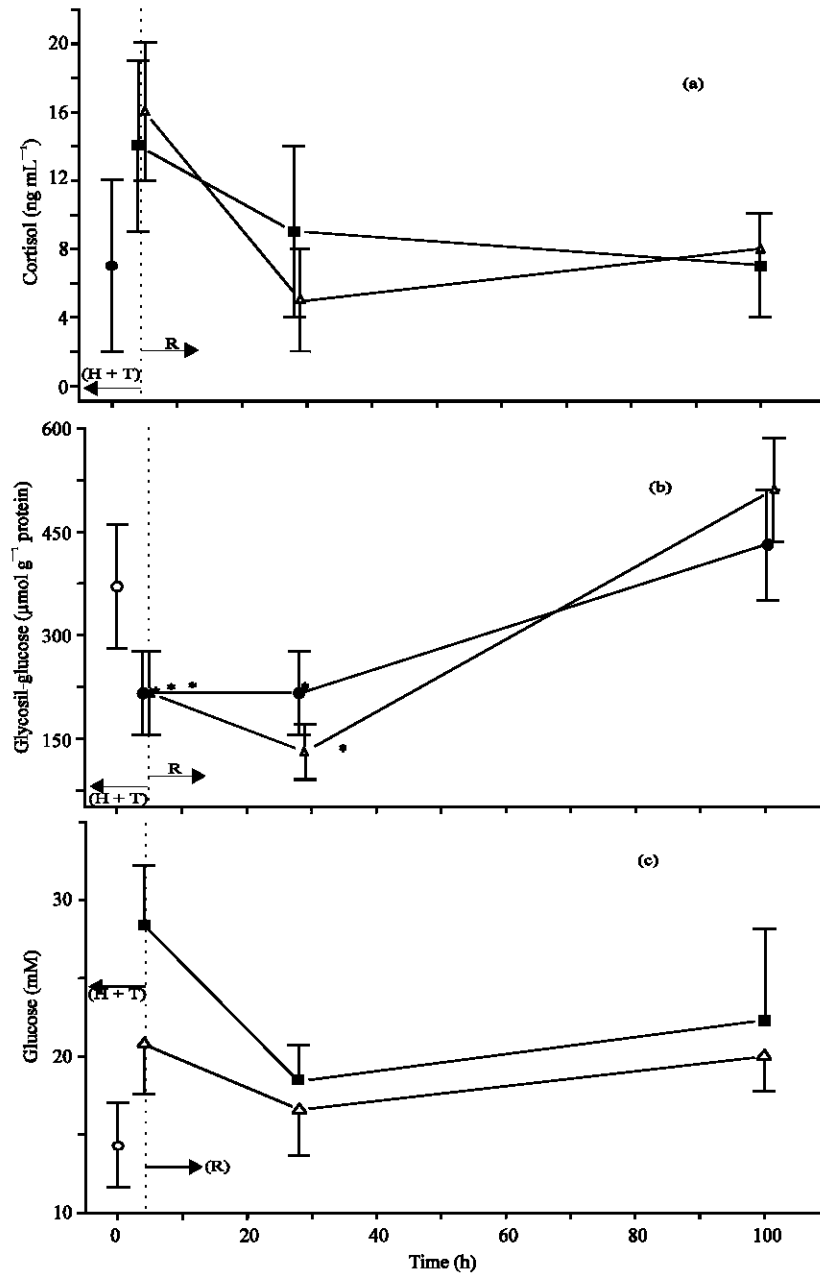 20
16
12
8
4
0
Cortisol (ng mL⁻¹)
(a)
R
(H + T)
600
450
300
150
Glycosil-glucose (μmol g⁻¹ protein)
(b)
* * *
*
*
R
(H + T)
30
20
10
Glucose (mM)
(c)
(H + T)
(R)
0 20 40 60 80 100
Time (h)